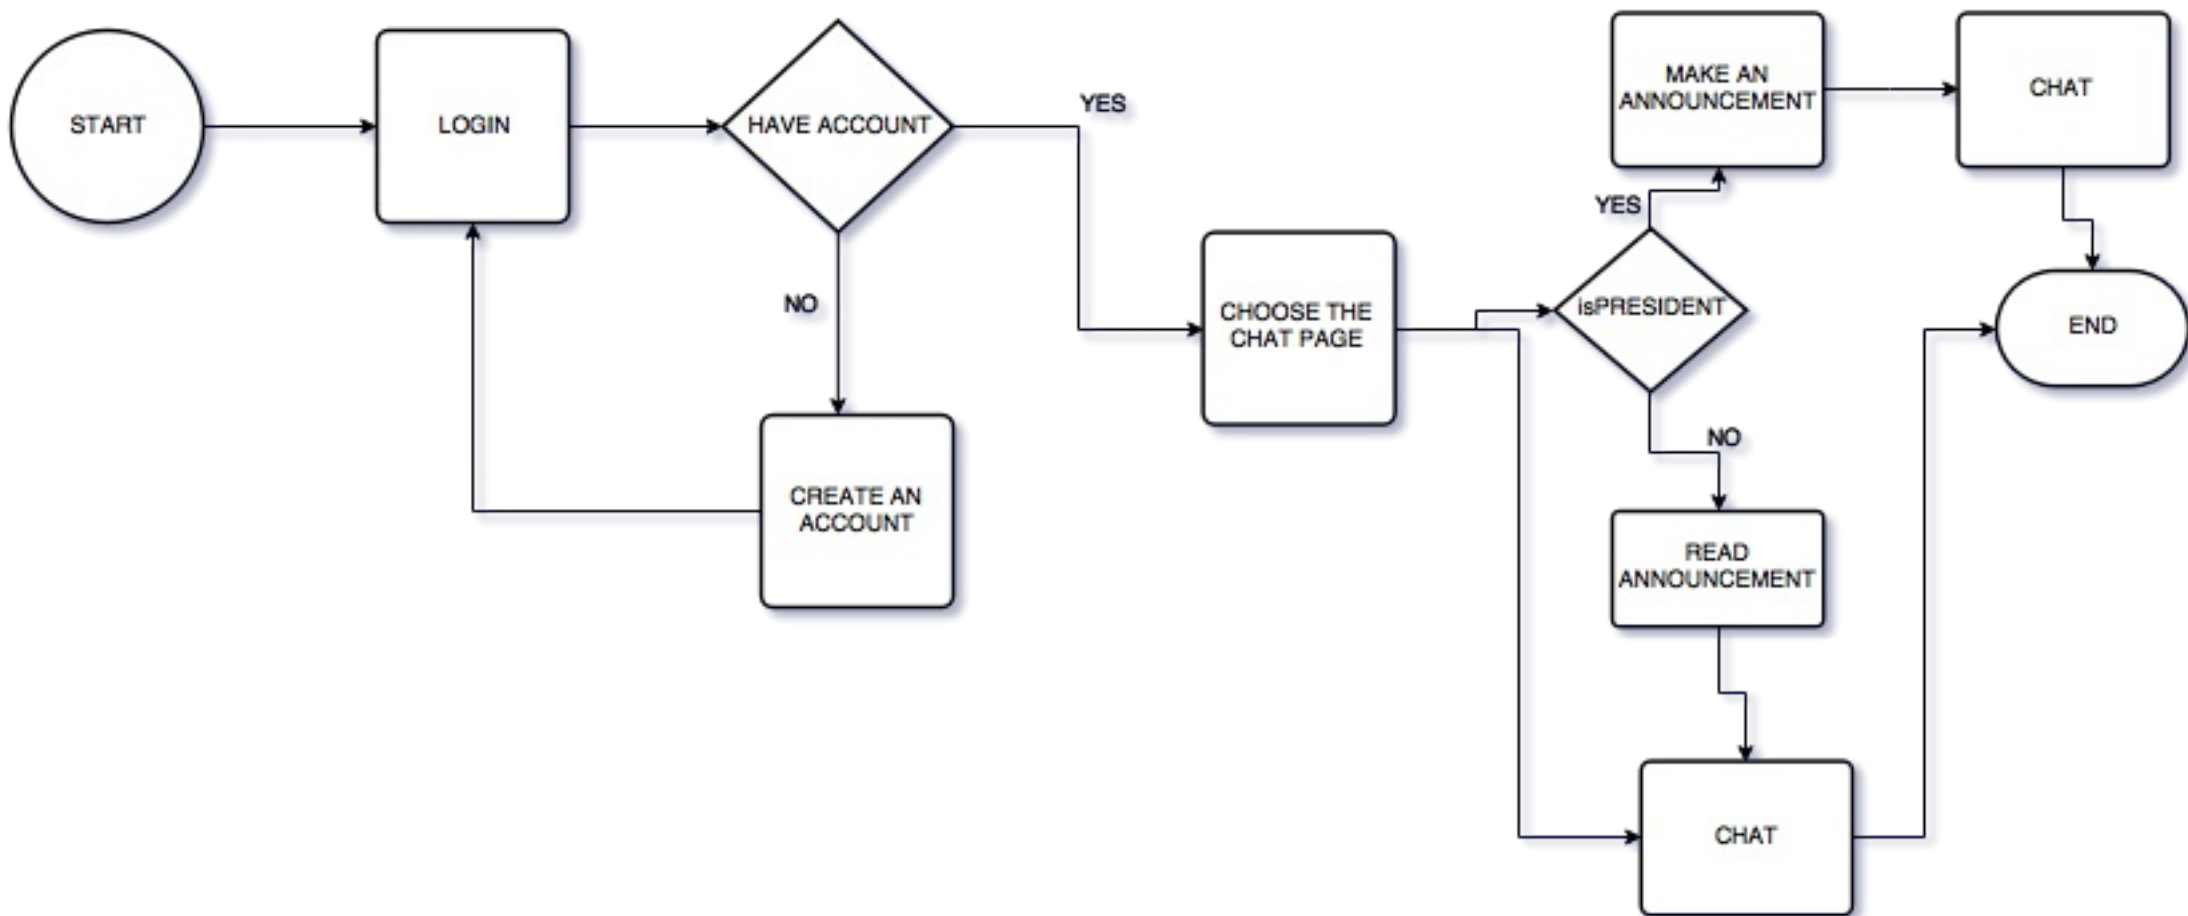 START
LOGIN
HAVE ACCOUNT
YES
NO
CREATE AN
ACCOUNT
CHOOSE THE
CHAT PAGE
isPRESIDENT
YES
MAKE AN
ANNOUNCEMENT
CHAT
NO
READ
ANNOUNCEMENT
CHAT
END